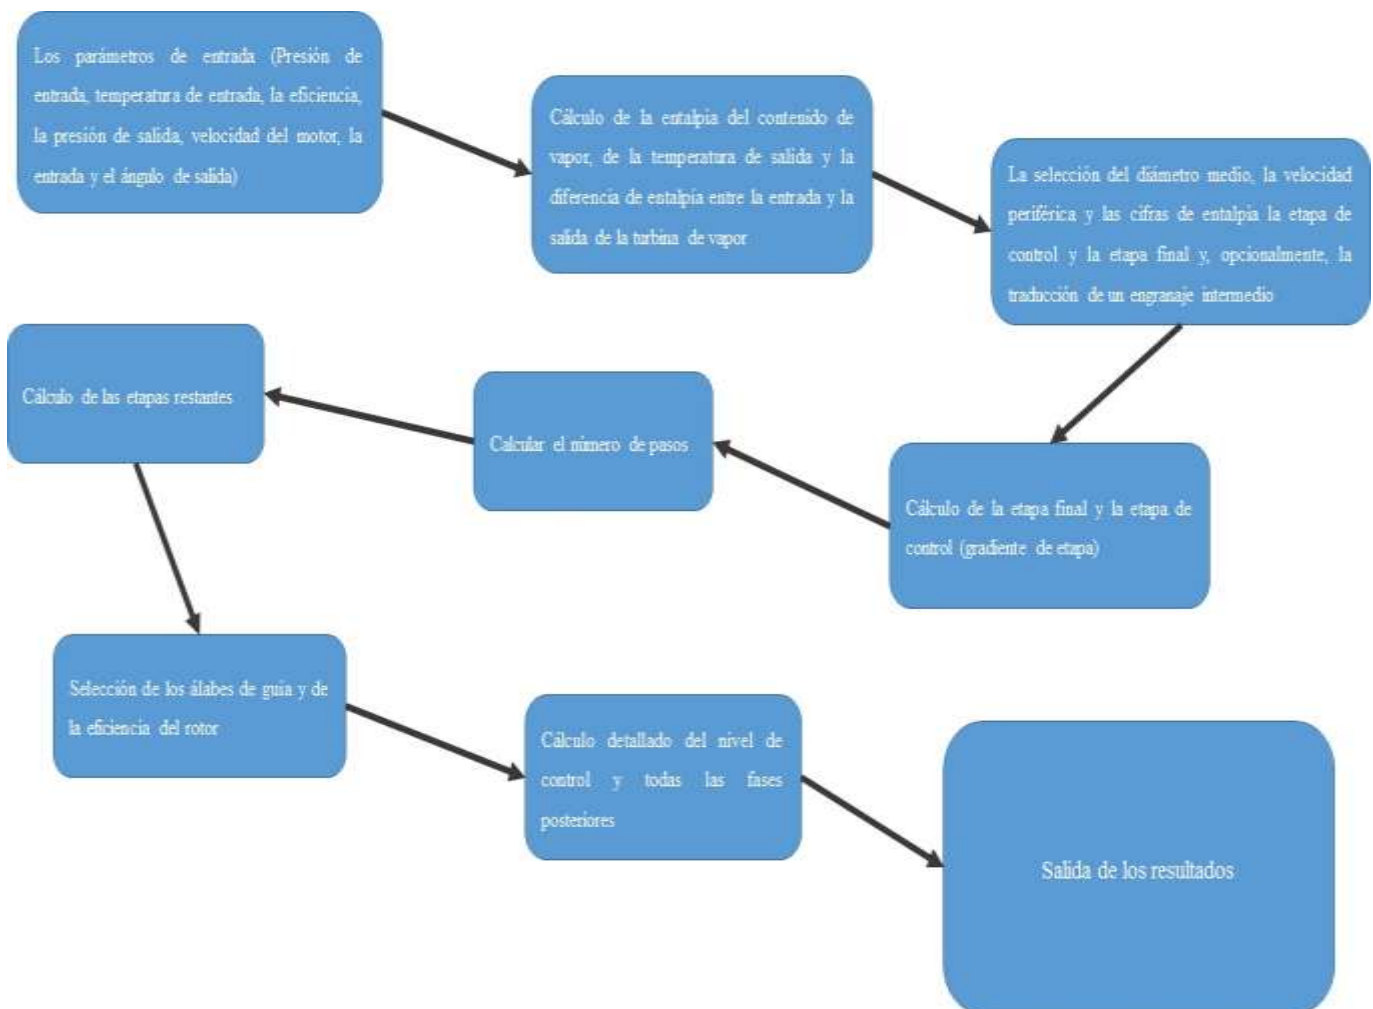 Los parámetros de entrada (Presión de
entrada, temperatura de entrada, la eficiencia,
la presión de salida, velocidad del motor, la
entrada y el ángulo de salida)
Cálculo de la entalpia del contenido de
vapor, de la temperatura de salida y la
diferencia de entalpía entre la entrada y la
salida de la turbina de vapor
La selección del diámetro medio, la velocidad
periférica y las cifras de entalpia la etapa de
control y la etapa final y, opcionalmente, la
traducción de un engranaje intermedio
Cálculo de la etapa final y la etapa de
control (gradiente de etapa)
Calcular el número de pasos
Cálculo de las etapas restantes
Selección de los álabes de guía y de
la eficiencia del rotor
Cálculo detallado del nivel de
control y todas las fases
posteriores
Salida de los resultados